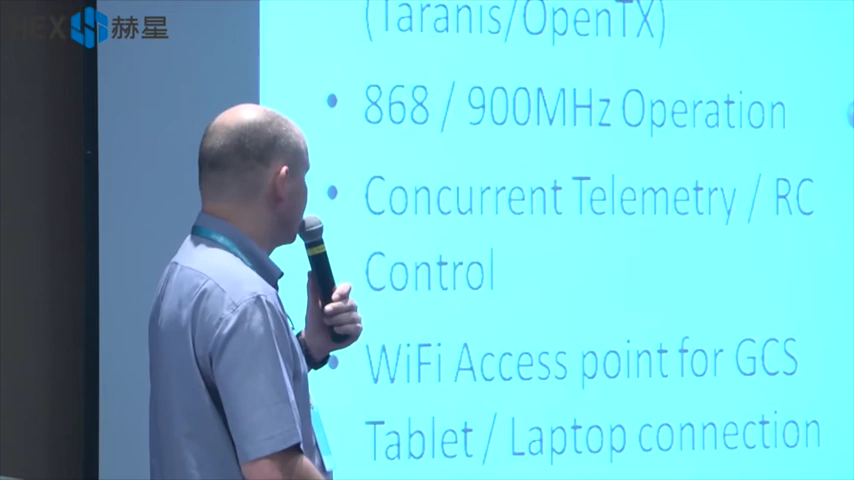 HEX 赫星
(Taranis/OpenTX)
868 / 900MHz Operation
Concurrent Telemetry / RC
Control
WiFi Access point for GCS
Tablet / Laptop connection